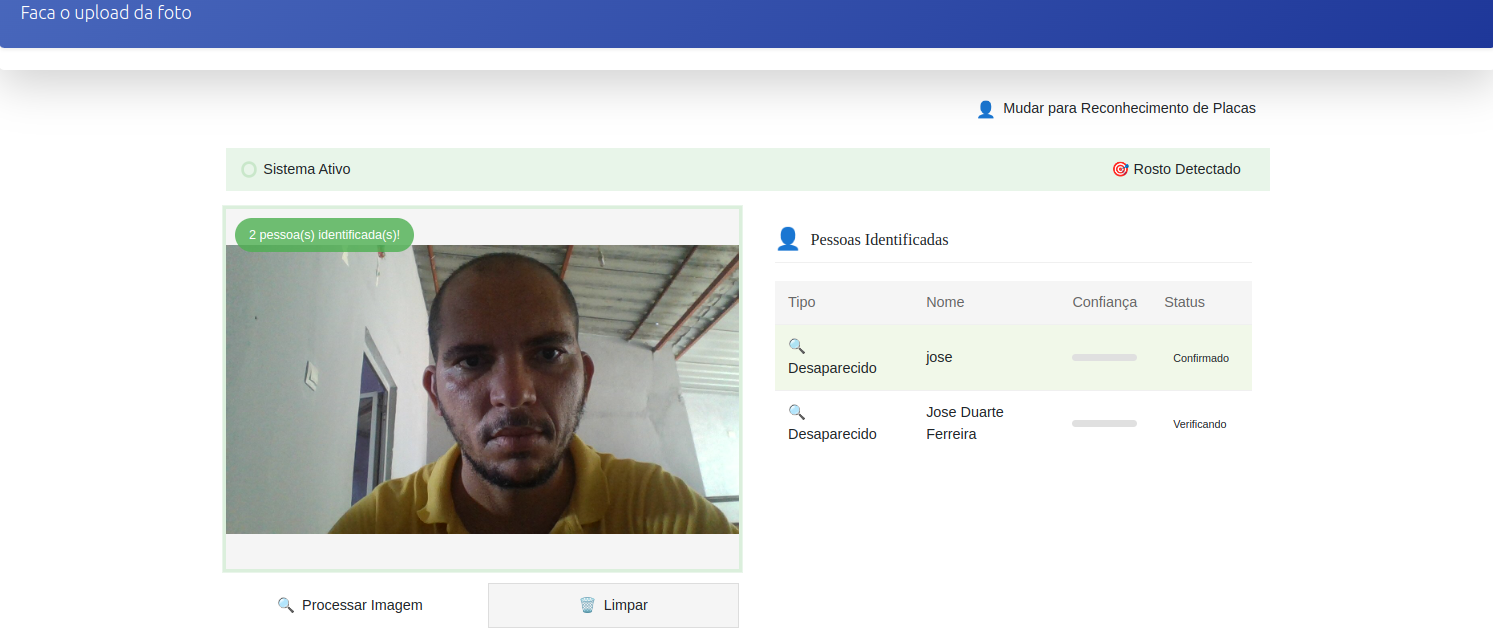 Faca o upload da foto
Mudar para Reconhecimento de Placas
Sistema Ativo
Rosto Detectado
2 pessoa(s) identificada(s)!
Pessoas Identificadas
Tipo Nome Confiança Status
Desaparecido
jose
Confirmado
Desaparecido
Jose Duarte
Ferreira
Verificando
Processar Imagem
Limpar